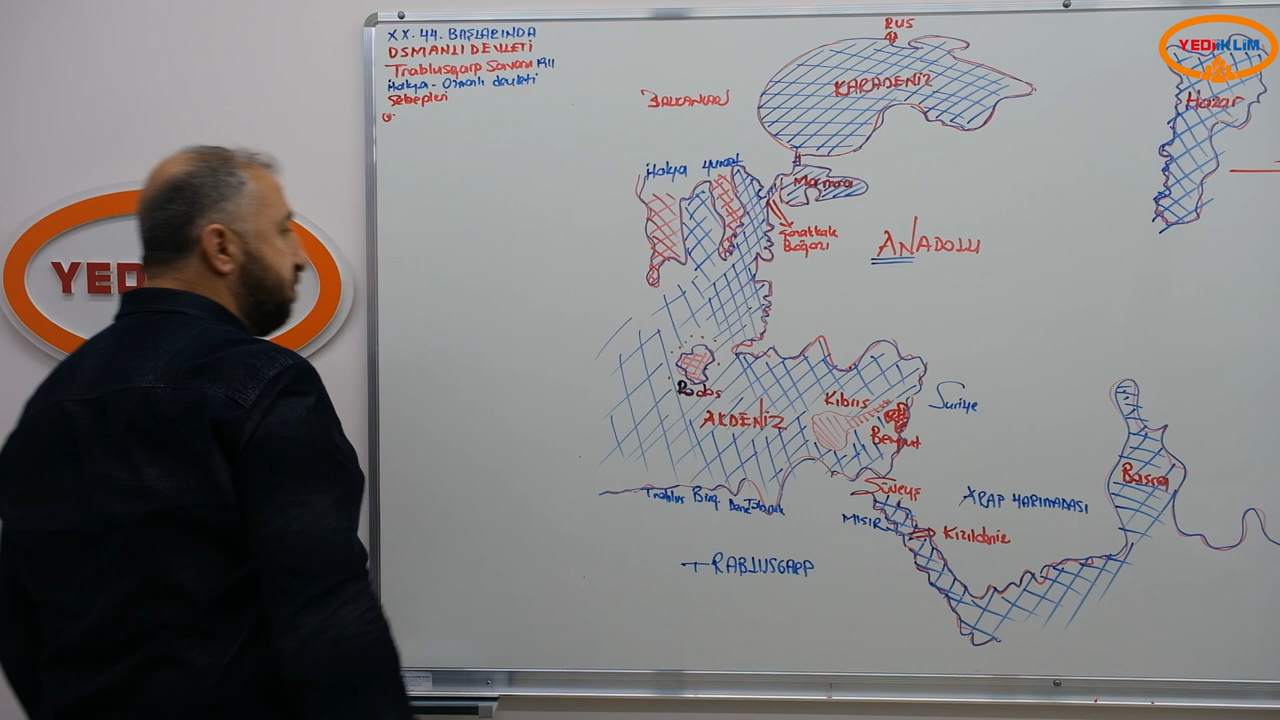 XX. YY. BAŞLARINDA
OSMANLI DEVLETİ
Trablusgarp Savaşı 1911
İtalya - Osmanlı devleti
Sebepleri
RUS
KARADENİZ
BALKANLAR
Hazar
YEDİİKLİM
İtalya
Marmara
Çanakkale
Boğazı
ANADOLU
YED
Rodos
AKDENİZ
Kıbrıs
Suriye
Beyrut
Süveyş
Trablus Bing. Derne Tobruk
MISIR
ARAP YARIMADASI
Basra
Kızıldeniz
TRABLUSGARP